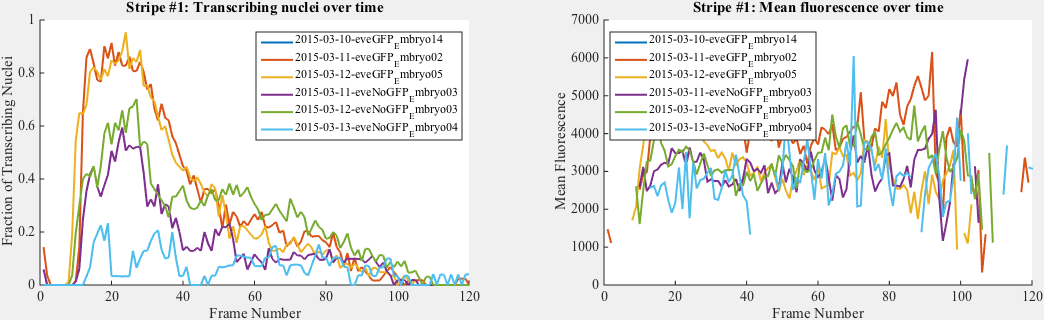 Stripe #1: Transcribing nuclei over time
Fraction of Transcribing Nuclei
1
0.8
0.6
0.4
0.2
0
0 20 40 60 80 100 120
Frame Number
2015-03-10-eveGFP_Embryo14
2015-03-11-eveGFP_Embryo02
2015-03-12-eveGFP_Embryo05
2015-03-11-eveNoGFP_Embryo03
2015-03-12-eveNoGFP_Embryo03
2015-03-13-eveNoGFP_Embryo04
Stripe #1: Mean fluorescence over time
Mean Fluorescence
7000
6000
5000
4000
3000
2000
1000
0
0 20 40 60 80 100 120
Frame Number
2015-03-10-eveGFP_Embryo14
2015-03-11-eveGFP_Embryo02
2015-03-12-eveGFP_Embryo05
2015-03-11-eveNoGFP_Embryo03
2015-03-12-eveNoGFP_Embryo03
2015-03-13-eveNoGFP_Embryo04